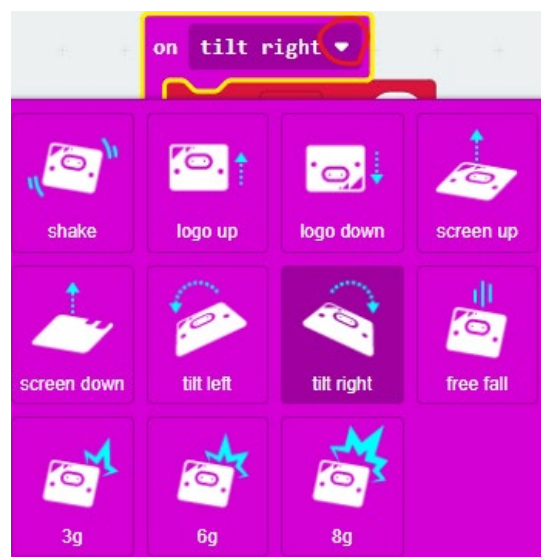 on tilt right
shake logo up logo down screen up
screen down tilt left tilt right free fall
3g 6g 8g